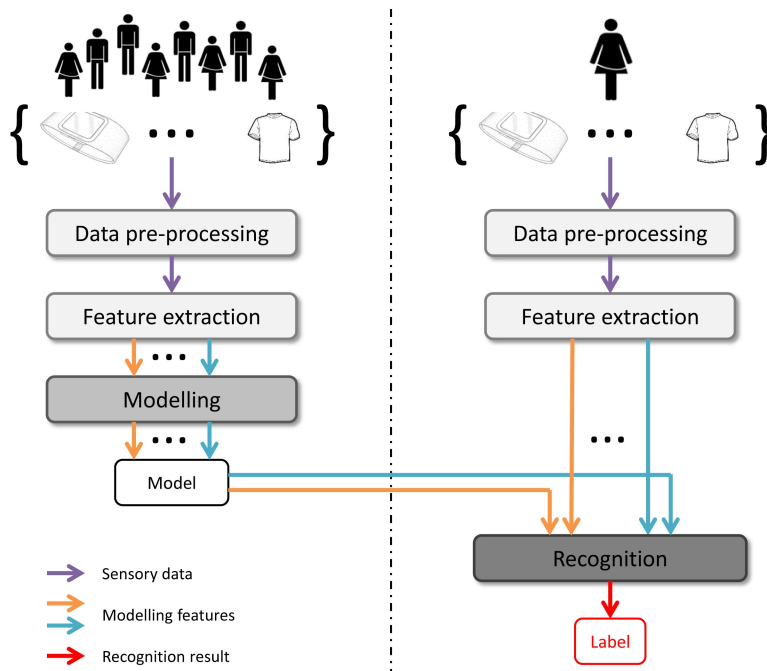 Data pre-processing
Feature extraction
Modelling
Model
Sensory data
Modelling features
Recognition result
Data pre-processing
Feature extraction
Recognition
Label